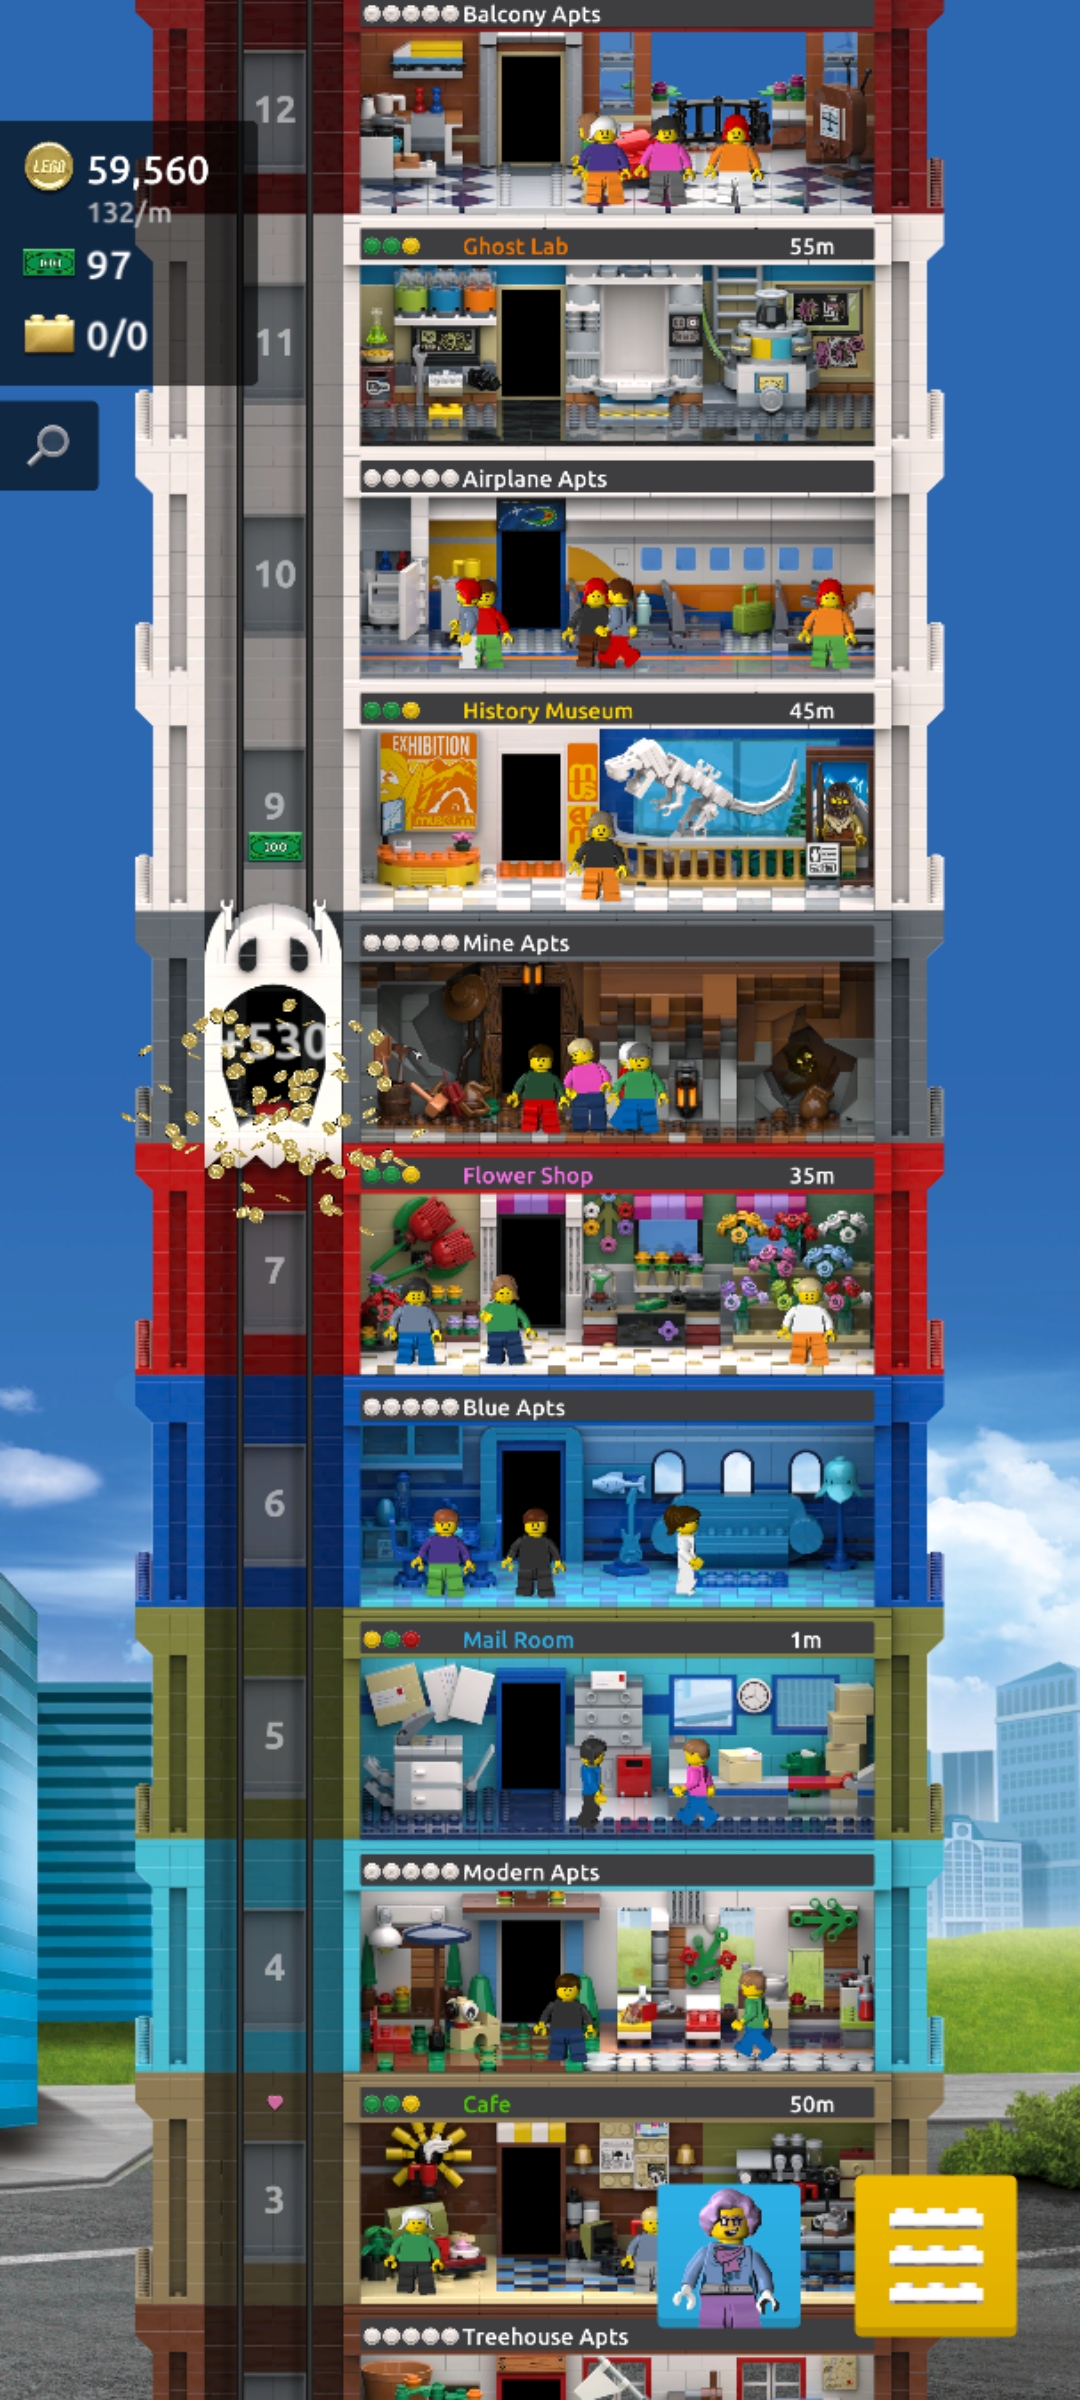 Balcony Apts
12
LEGO
59,560
132/m
97
0/0
Ghost Lab 55m
11
Airplane Apts
10
History Museum 45m
EXHIBITION
museum
9
100
Mine Apts
+530
Flower Shop 35m
7
Blue Apts
6
Mail Room 1m
5
Modern Apts
4
Cafe 50m
3
Treehouse Apts